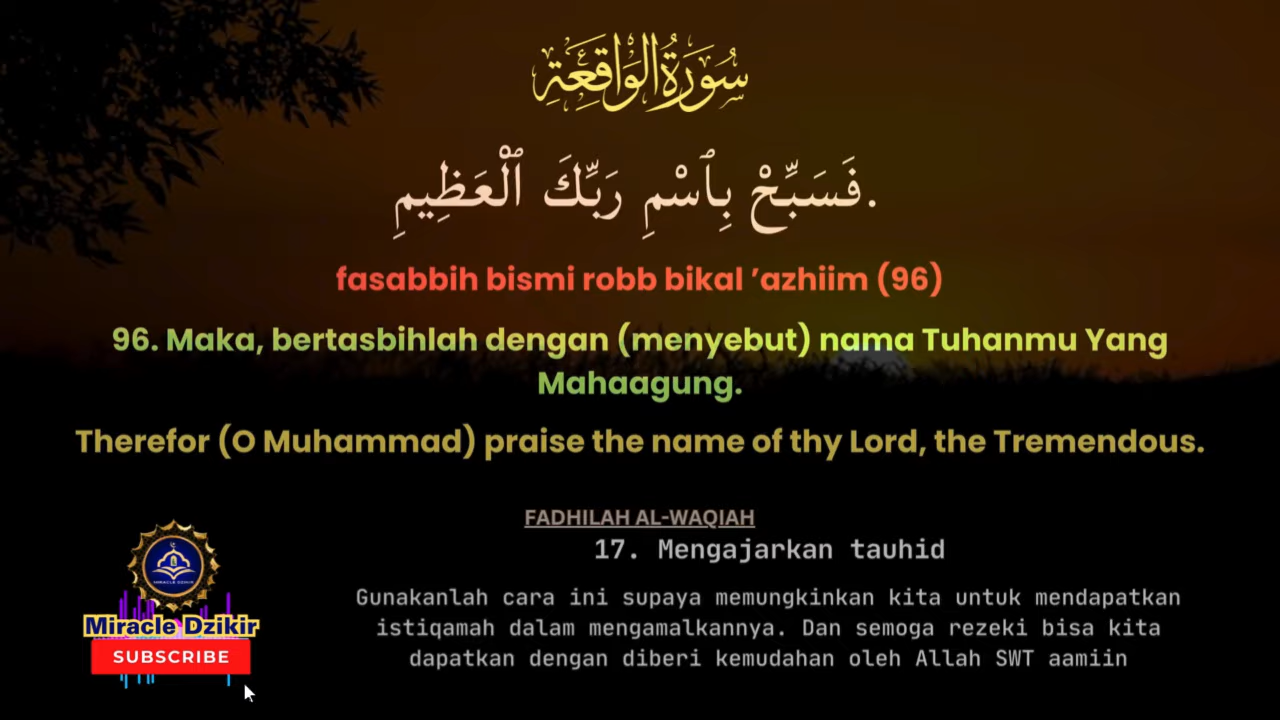 سُورَةُ الْوَاقِعَةِ
فَسَبِّحْ بِٱسْمِ رَبِّكَ ٱلْعَظِيمِ.
fasabbih bismi robb bikal ’azhiim (96)
96. Maka, bertasbihlah dengan (menyebut) nama Tuhanmu Yang
Mahaagung.
Therefor (O Muhammad) praise the name of thy Lord, the Tremendous.
FADHILAH AL-WAQIAH
17. Mengajarkan tauhid
Gunakanlah cara ini supaya memungkinkan kita untuk mendapatkan
istiqamah dalam mengamalkannya. Dan semoga rezeki bisa kita
dapatkan dengan diberi kemudahan oleh Allah SWT aamiin
MIRACLE DZIKIR
Miracle Dzikir
SUBSCRIBE